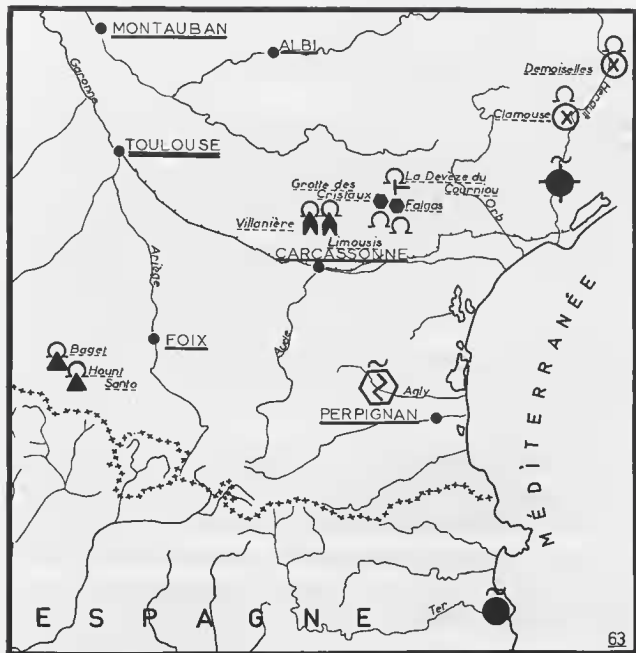 MONTAUBAN
ALBI
Garonne
Demoiselles
Hérault
Clamouse
TOULOUSE
La Devèze du
Courniou
Grotte des
Cristaux
Falgas
Orb
Villanière
Limousis
CARCASSONNE
Ariège
Aude
FOIX
Baget
Hount
Santo
Agly
PERPIGNAN
MÉDITERRANÉE
ESPAGNE
Ter
63